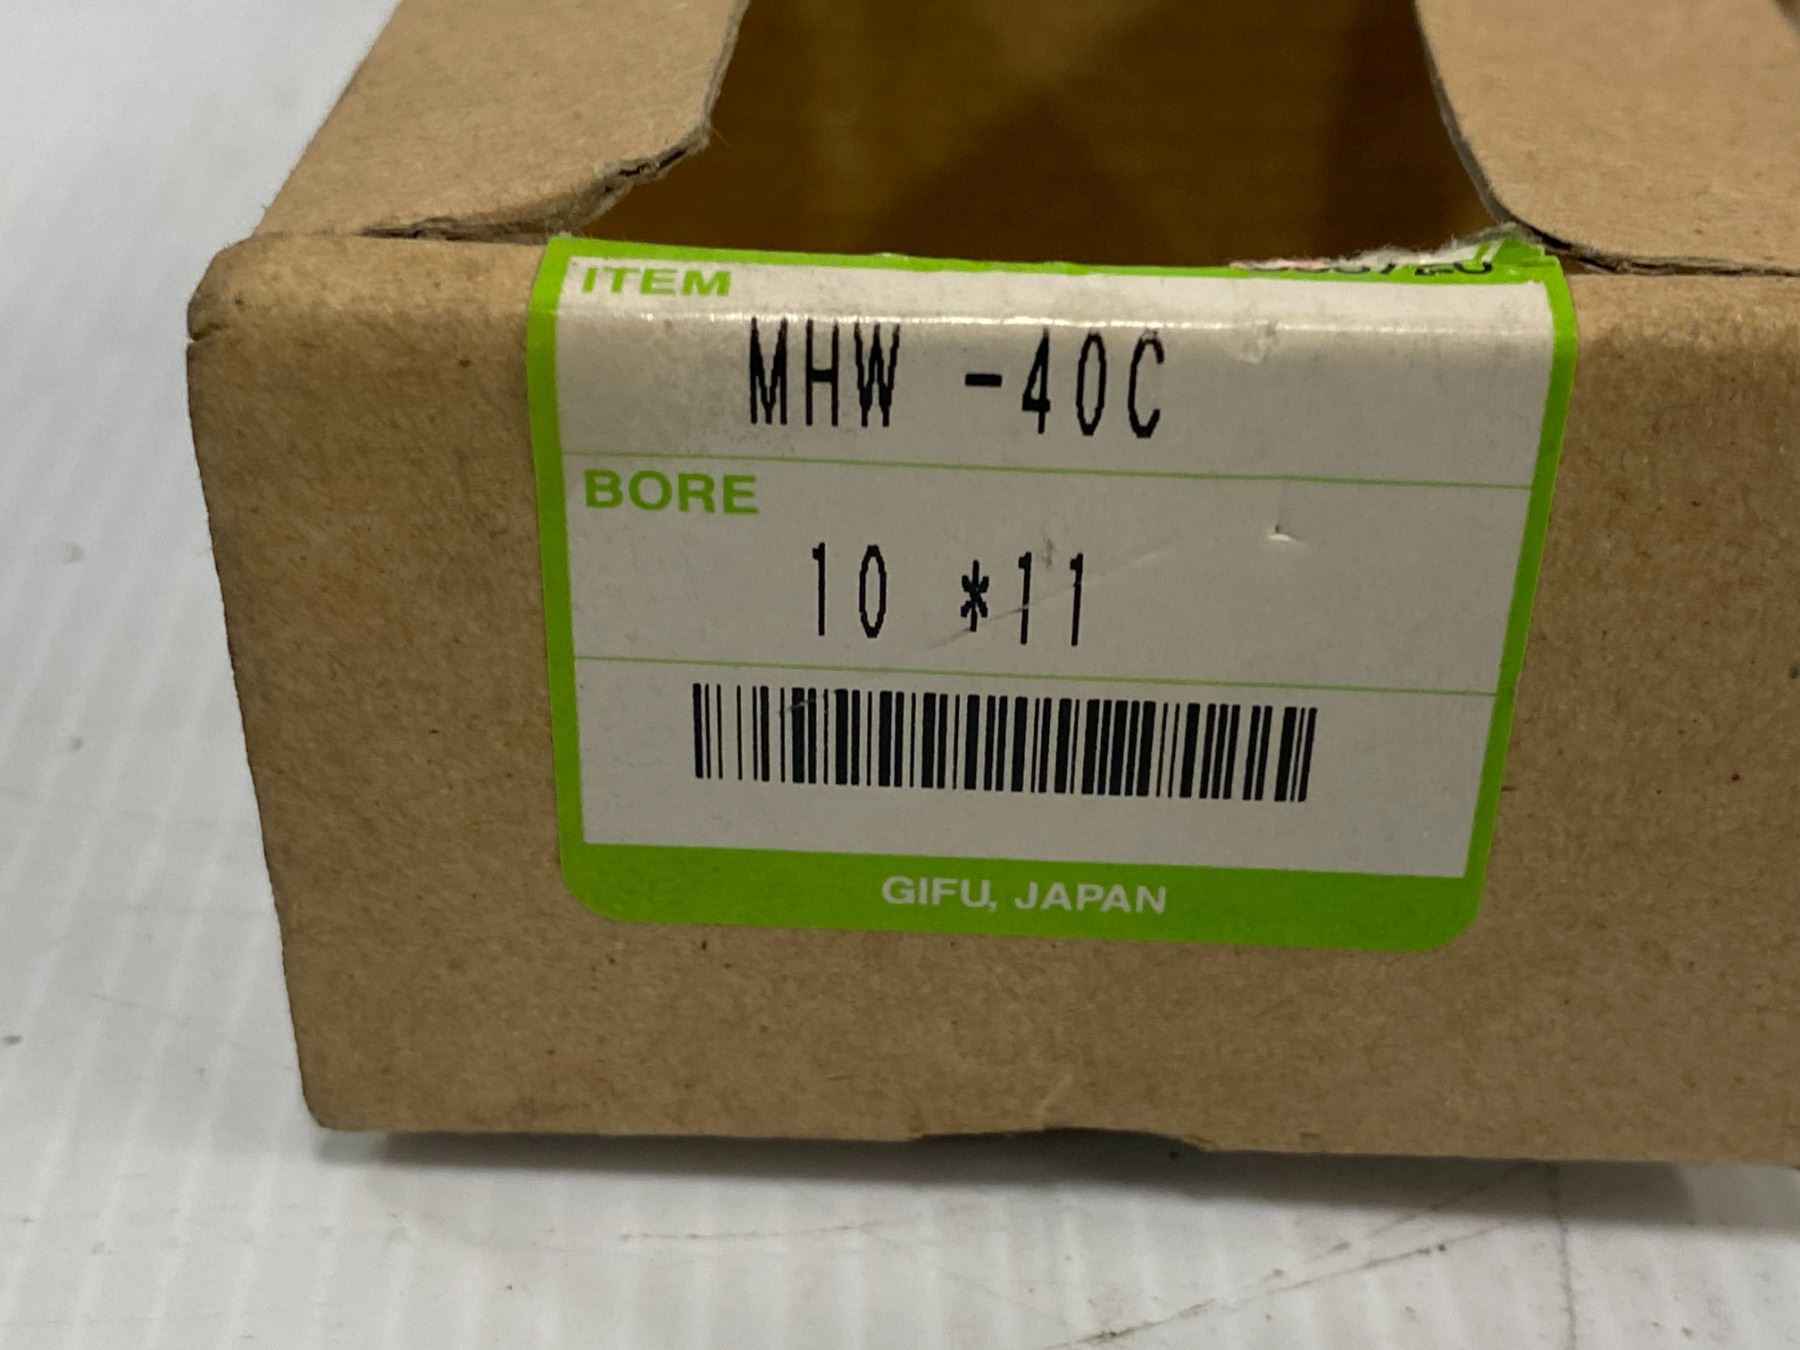 ITEM
MHW -40C
BORE
10 *11
GIFU, JAPAN